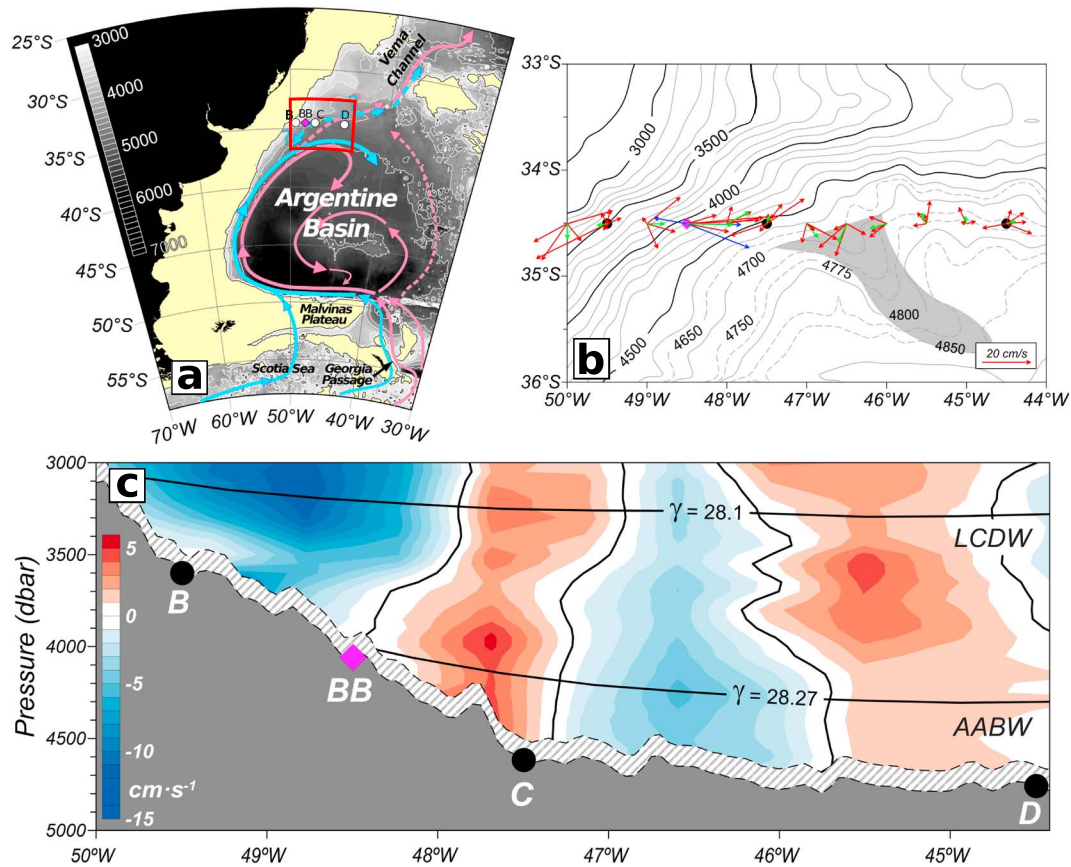 3000
4000
5000
6000
7000
25°S
30°S
35°S
40°S
45°S
50°S
55°S
70°W
60°W
50°W
40°W
30°W
Vema
Channel
B
BB
C
D
Argentine
Basin
Malvinas
Plateau
Scotia Sea
Georgia
Passage
a
33°S
34°S
35°S
36°S
3000
3500
4000
4700
4775
4800
4850
4500
4650
4750
20 cm/s
b
50°W
49°W
48°W
47°W
46°W
45°W
44°W
c
Pressure (dbar)
3000
3500
4000
4500
5000
5
0
-5
-10
-15
cm·s-1
γ = 28.1
LCDW
γ = 28.27
AABW
B
BB
C
D
50°W
49°W
48°W
47°W
46°W
45°W